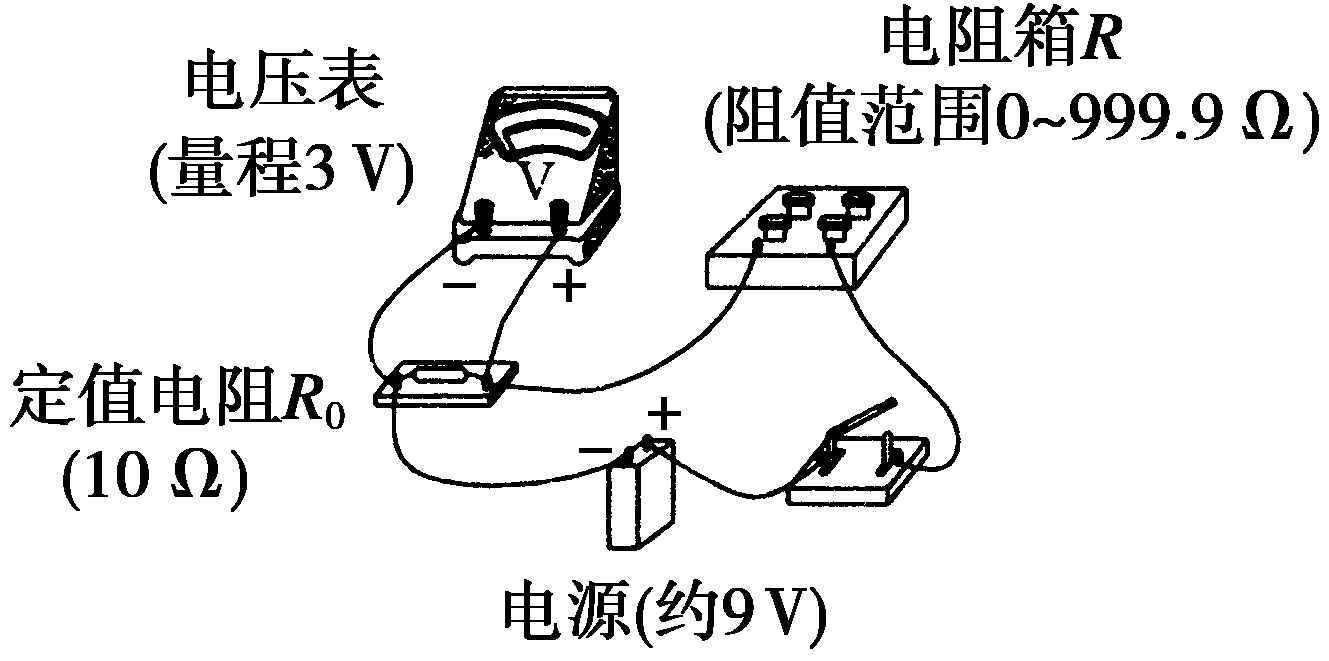 电压表
(量程3 V)
电阻箱R
(阻值范围0~999.9 Ω)
V
− +
定值电阻R₀
(10 Ω)
− +
电源(约9 V)